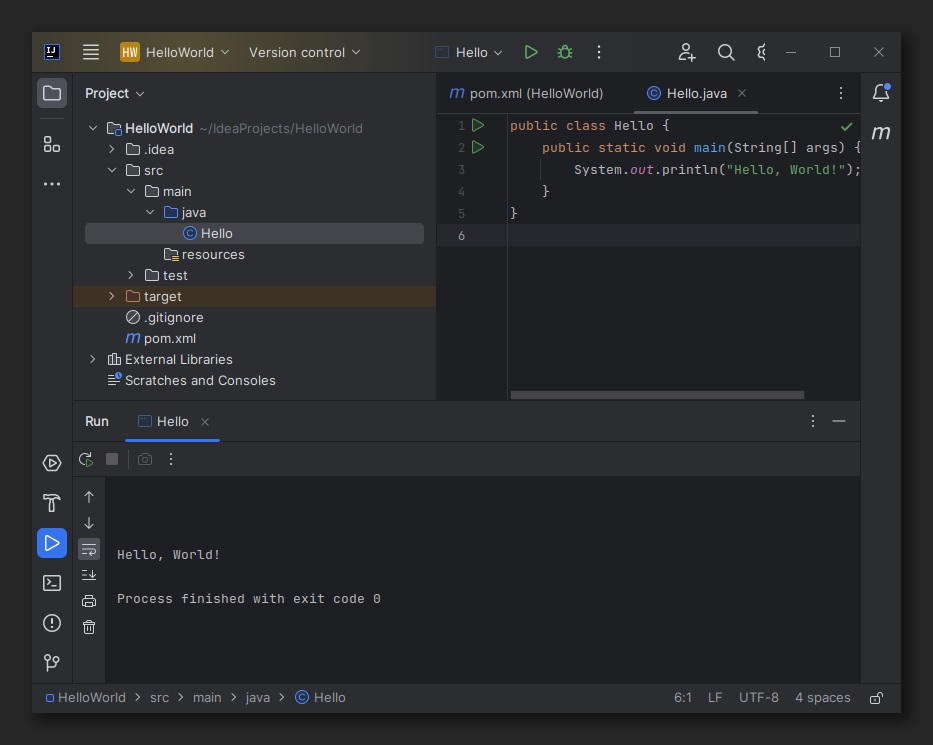 IJ HW HelloWorld Version control Hello
Project
pom.xml (HelloWorld) Hello.java
HelloWorld ~/IdeaProjects/HelloWorld
.idea
src
main
java
Hello
resources
test
target
.gitignore
m pom.xml
External Libraries
Scratches and Consoles
1 public class Hello {
2 public static void main(String[] args) {
3 System.out.println("Hello, World!");
4 }
5 }
6
m
Run Hello
Hello, World!
Process finished with exit code 0
HelloWorld > src > main > java > Hello 6:1 LF UTF-8 4 spaces